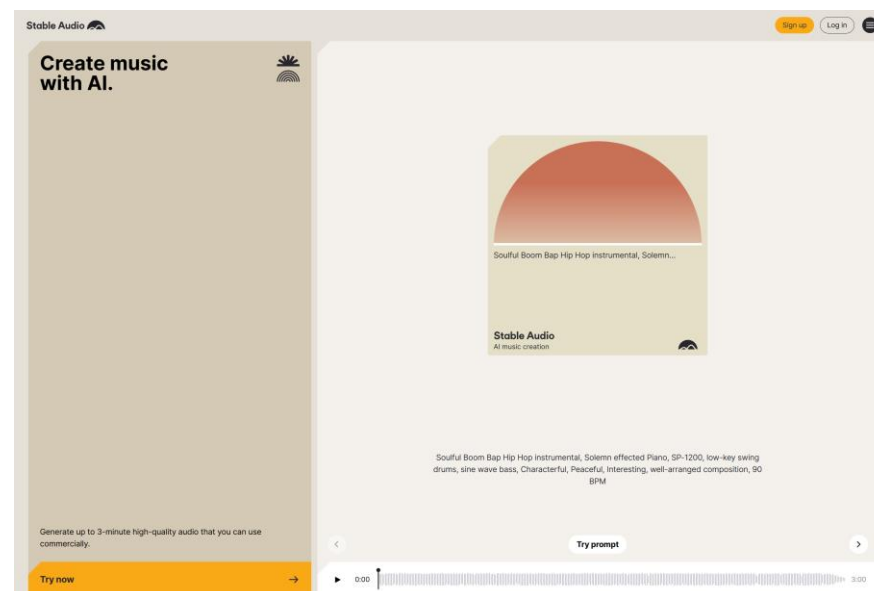 Stable Audio
Sign up
Log in
Create music
with AI.
Soulful Boom Bap Hip Hop instrumental, Solemn...
Stable Audio
AI music creation
Soulful Boom Bap Hip Hop instrumental, Solemn effected Piano, SP-1200, low-key swing
drums, sine wave bass, Characterful, Peaceful, Interesting, well-arranged composition, 90
BPM
Generate up to 3-minute high-quality audio that you can use
commercially.
Try prompt
Try now
0:00
3:00